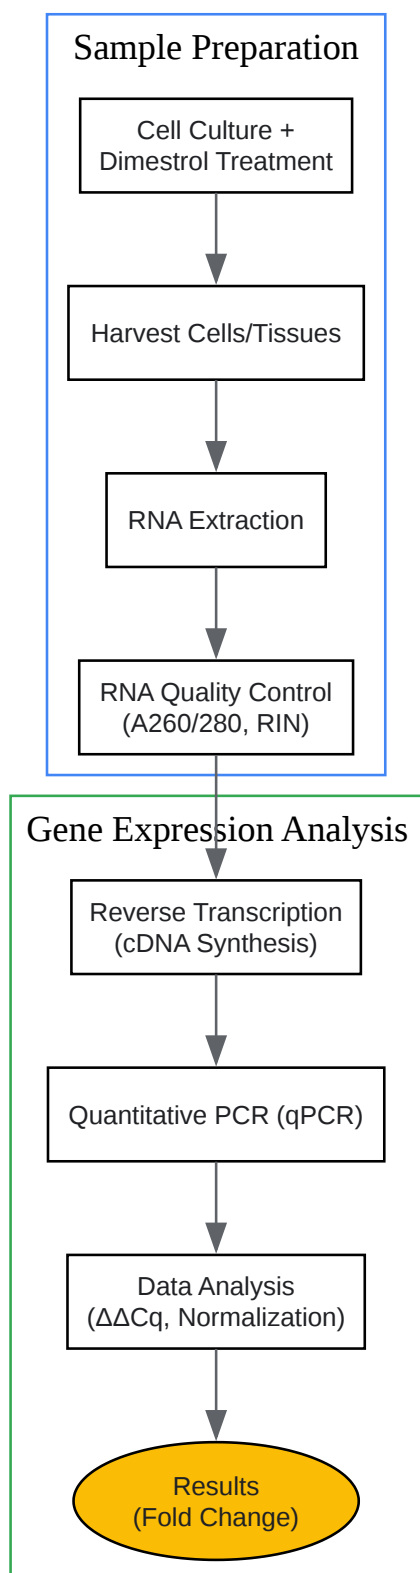 Sample Preparation
Cell Culture +
Dimestrol Treatment
Harvest Cells/Tissues
RNA Extraction
RNA Quality Control
(A260/280, RIN)
Gene Expression Analysis
Reverse Transcription
(cDNA Synthesis)
Quantitative PCR (qPCR)
Data Analysis
(ΔΔCq, Normalization)
Results
(Fold Change)